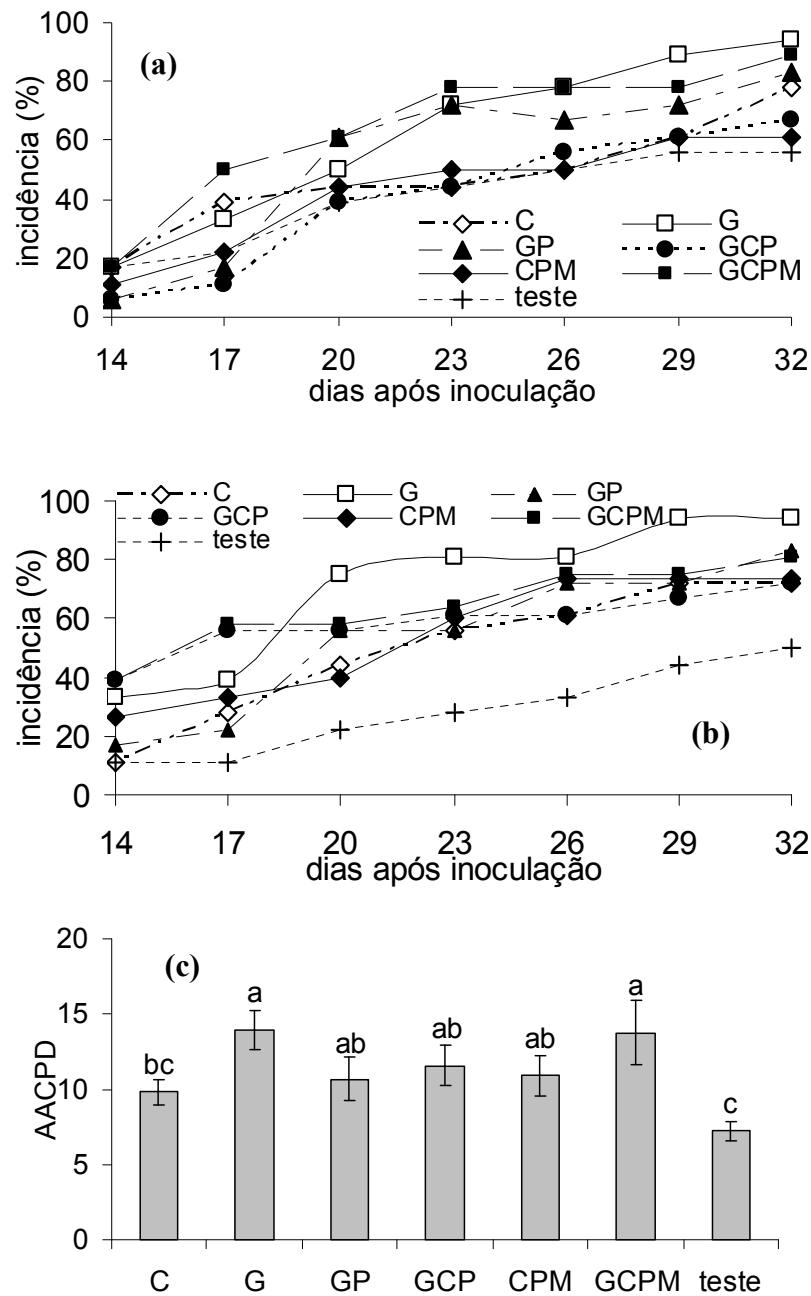 100
(a)
80
60
40
20
0
incidência (%)
C G
GP GCP
CPM GCPM
teste
14 17 20 23 26 29 32
dias após inoculação
C G GP
GCP CPM GCPM
teste
100
80
60
40
20
0
incidência (%)
(b)
14 17 20 23 26 29 32
dias após inoculação
20
15
10
5
0
AACPD
(c)
bc a ab ab ab a c
C G GP GCP CPM GCPM teste